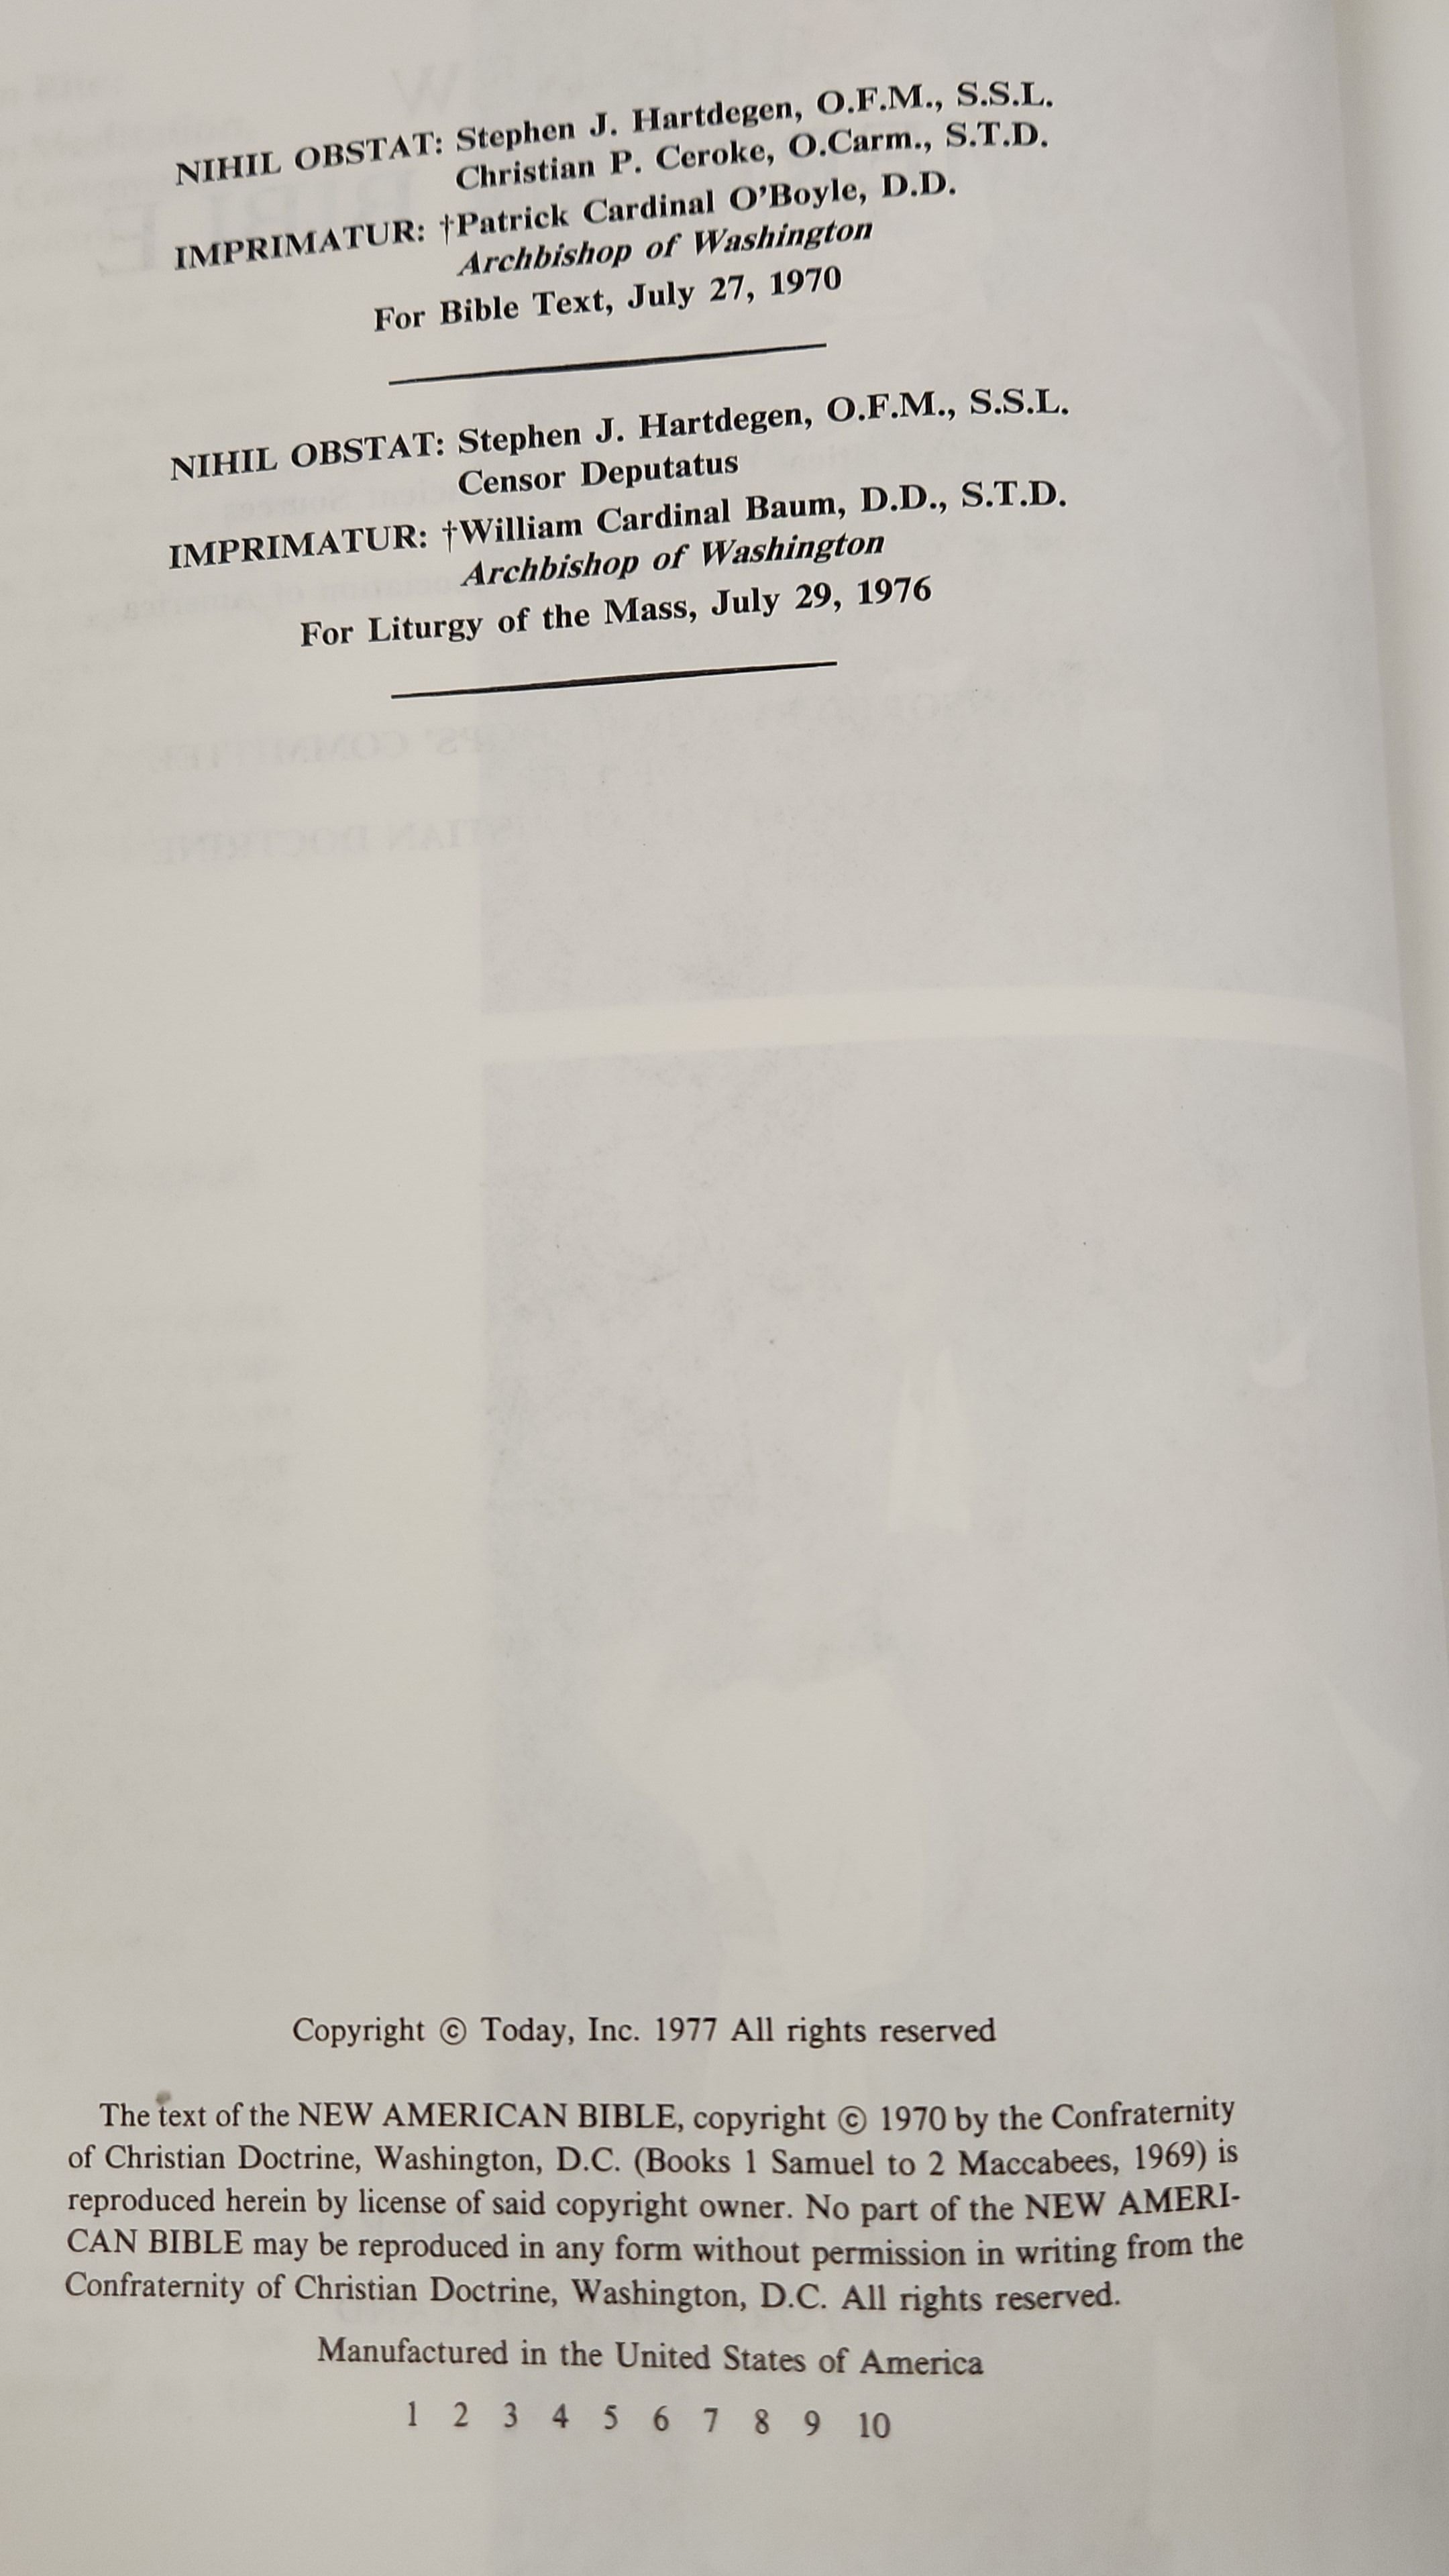 NIHIL OBSTAT: Stephen J. Hartdegen, O.F.M., S.S.L.
Christian P. Ceroke, O.Carm., S.T.D.
IMPRIMATUR: †Patrick Cardinal O’Boyle, D.D.
Archbishop of Washington
For Bible Text, July 27, 1970
NIHIL OBSTAT: Stephen J. Hartdegen, O.F.M., S.S.L.
Censor Deputatus
IMPRIMATUR: †William Cardinal Baum, D.D., S.T.D.
Archbishop of Washington
For Liturgy of the Mass, July 29, 1976
Copyright © Today, Inc. 1977 All rights reserved
The text of the NEW AMERICAN BIBLE, copyright © 1970 by the Confraternity
of Christian Doctrine, Washington, D.C. (Books 1 Samuel to 2 Maccabees, 1969) is
reproduced herein by license of said copyright owner. No part of the NEW AMERI-
CAN BIBLE may be reproduced in any form without permission in writing from the
Confraternity of Christian Doctrine, Washington, D.C. All rights reserved.
Manufactured in the United States of America
1 2 3 4 5 6 7 8 9 10